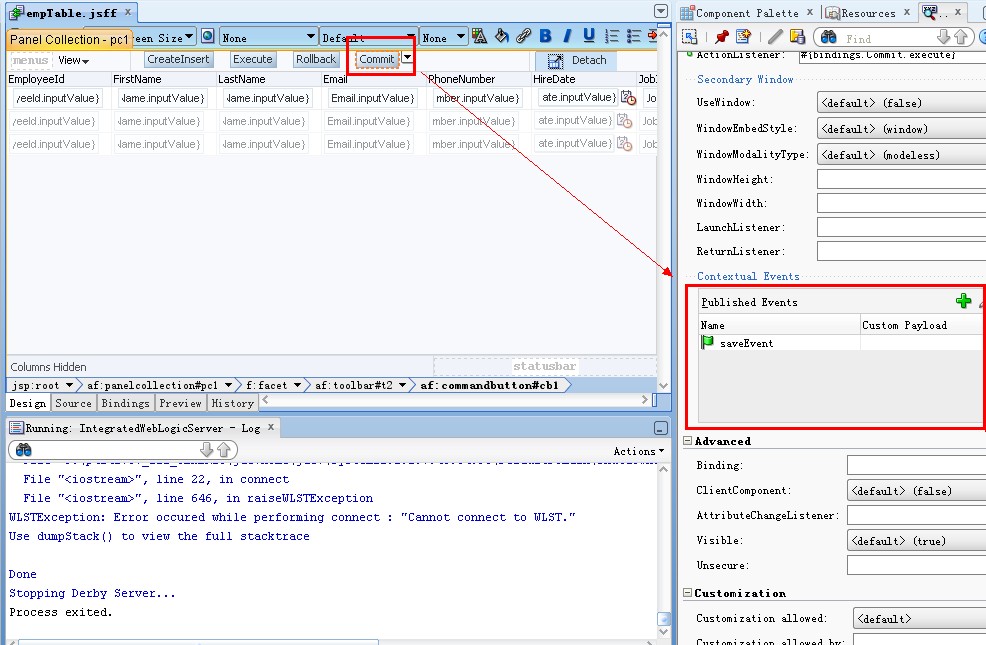 empTable.jsff
Panel Collection - pc1
een Size
None
Default
None
menus
View
CreateInsert
Execute
Rollback
Commit
Detach
EmployeeId FirstName LastName Email PhoneNumber HireDate
yeeId.inputValue} Name.inputValue} Name.inputValue} Email.inputValue} mber.inputValue} ate.inputValue} Jo
yeeId.inputValue} Name.inputValue} Name.inputValue} Email.inputValue} mber.inputValue} ate.inputValue} Job
yeeId.inputValue} Name.inputValue} Name.inputValue} Email.inputValue} mber.inputValue} ate.inputValue} Job
Columns Hidden
statusbar
jsp:root af:panelcollection#pc1 f:facet af:toolbar#t2 af:commandbutton#cb1
Design Source Bindings Preview History
Running: IntegratedWebLogicServer - Log
Actions
File "<iostream>", line 22, in connect
File "<iostream>", line 646, in raiseWLSTException
WLSTException: Error occured while performing connect : "Cannot connect to WLST."
Use dumpStack() to view the full stacktrace
Done
Stopping Derby Server...
Process exited.
Component Palette
Resources
Find
ActionListener: #{bindings.Commit.execute}
Secondary Window
UseWindow: <default> (false)
WindowEmbedStyle: <default> (window)
WindowModalityType: <default> (modeless)
WindowHeight:
WindowWidth:
LaunchListener:
ReturnListener:
Contextual Events
Published Events
Name Custom Payload
saveEvent
Advanced
Binding:
ClientComponent: <default> (false)
AttributeChangeListener:
Visible: <default> (true)
Unsecure:
Customization
Customization allowed: <default>
Customization allowed by: